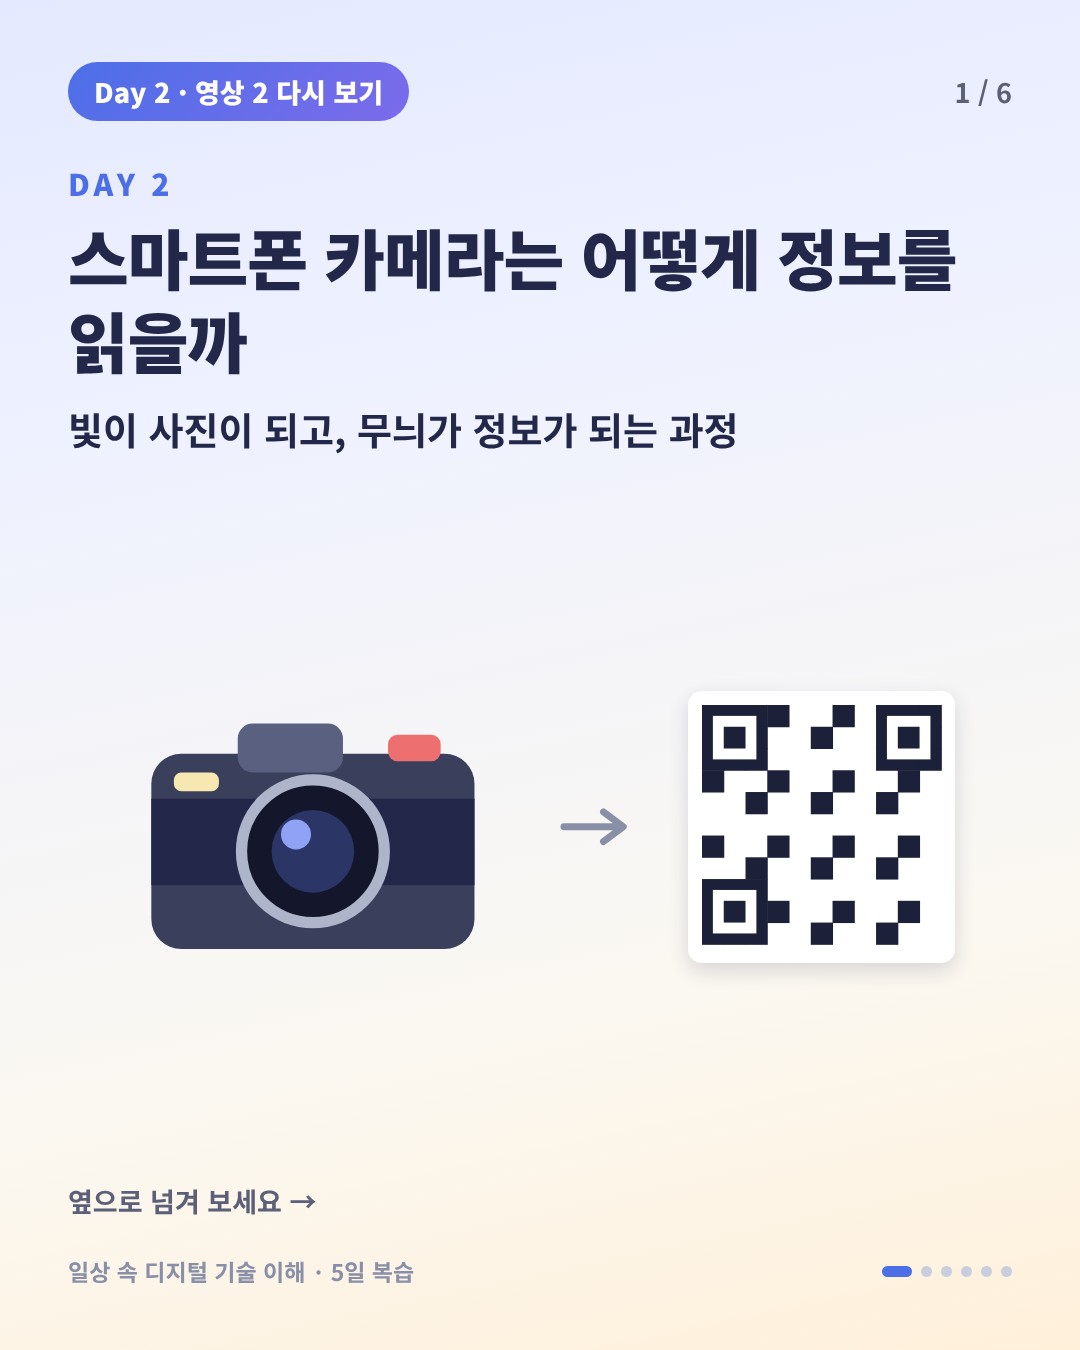 Day 2 · 영상 2 다시 보기
1 / 6
DAY 2
스마트폰 카메라는 어떻게 정보를
읽을까
빛이 사진이 되고, 무늬가 정보가 되는 과정
옆으로 넘겨 보세요 →
일상 속 디지털 기술 이해 · 5일 복습